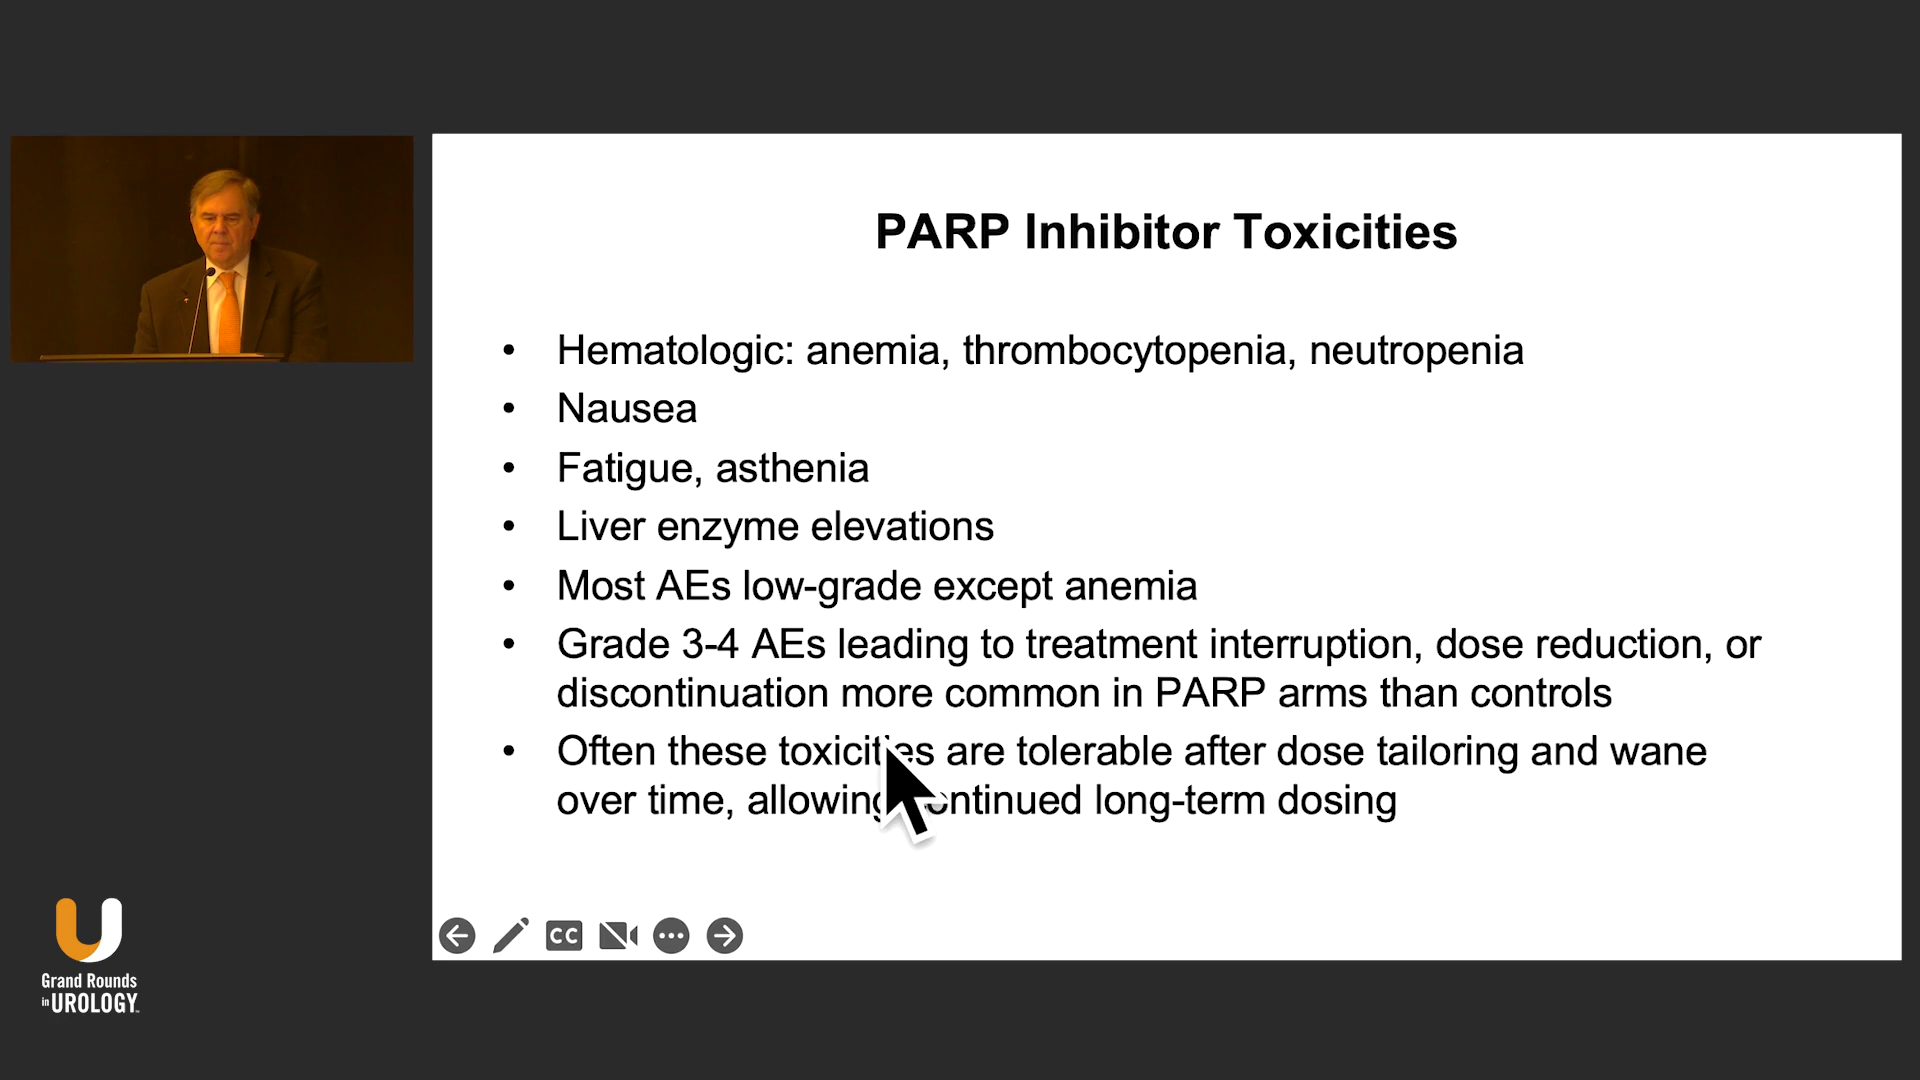 PARP Inhibitor Toxicities
• Hematologic: anemia, thrombocytopenia, neutropenia
• Nausea
• Fatigue, asthenia
• Liver enzyme elevations
• Most AEs low-grade except anemia
• Grade 3-4 AEs leading to treatment interruption, dose reduction, or
discontinuation more common in PARP arms than controls
• Often these toxicities are tolerable after dose tailoring and wane
over time, allowing continued long-term dosing
CC
Grand Rounds
in UROLOGY